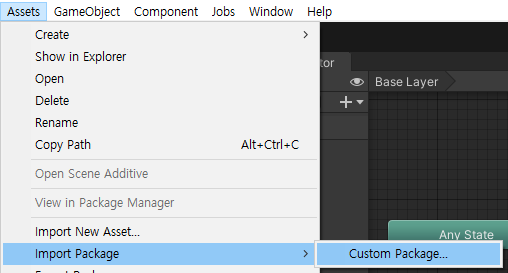 Assets GameObject Component Jobs Window Help
Create
Show in Explorer
Open
Delete
Rename
Copy Path Alt+Ctrl+C
Open Scene Additive
View in Package Manager
Import New Asset...
Import Package
Custom Package...
tor
Base Layer
Any State